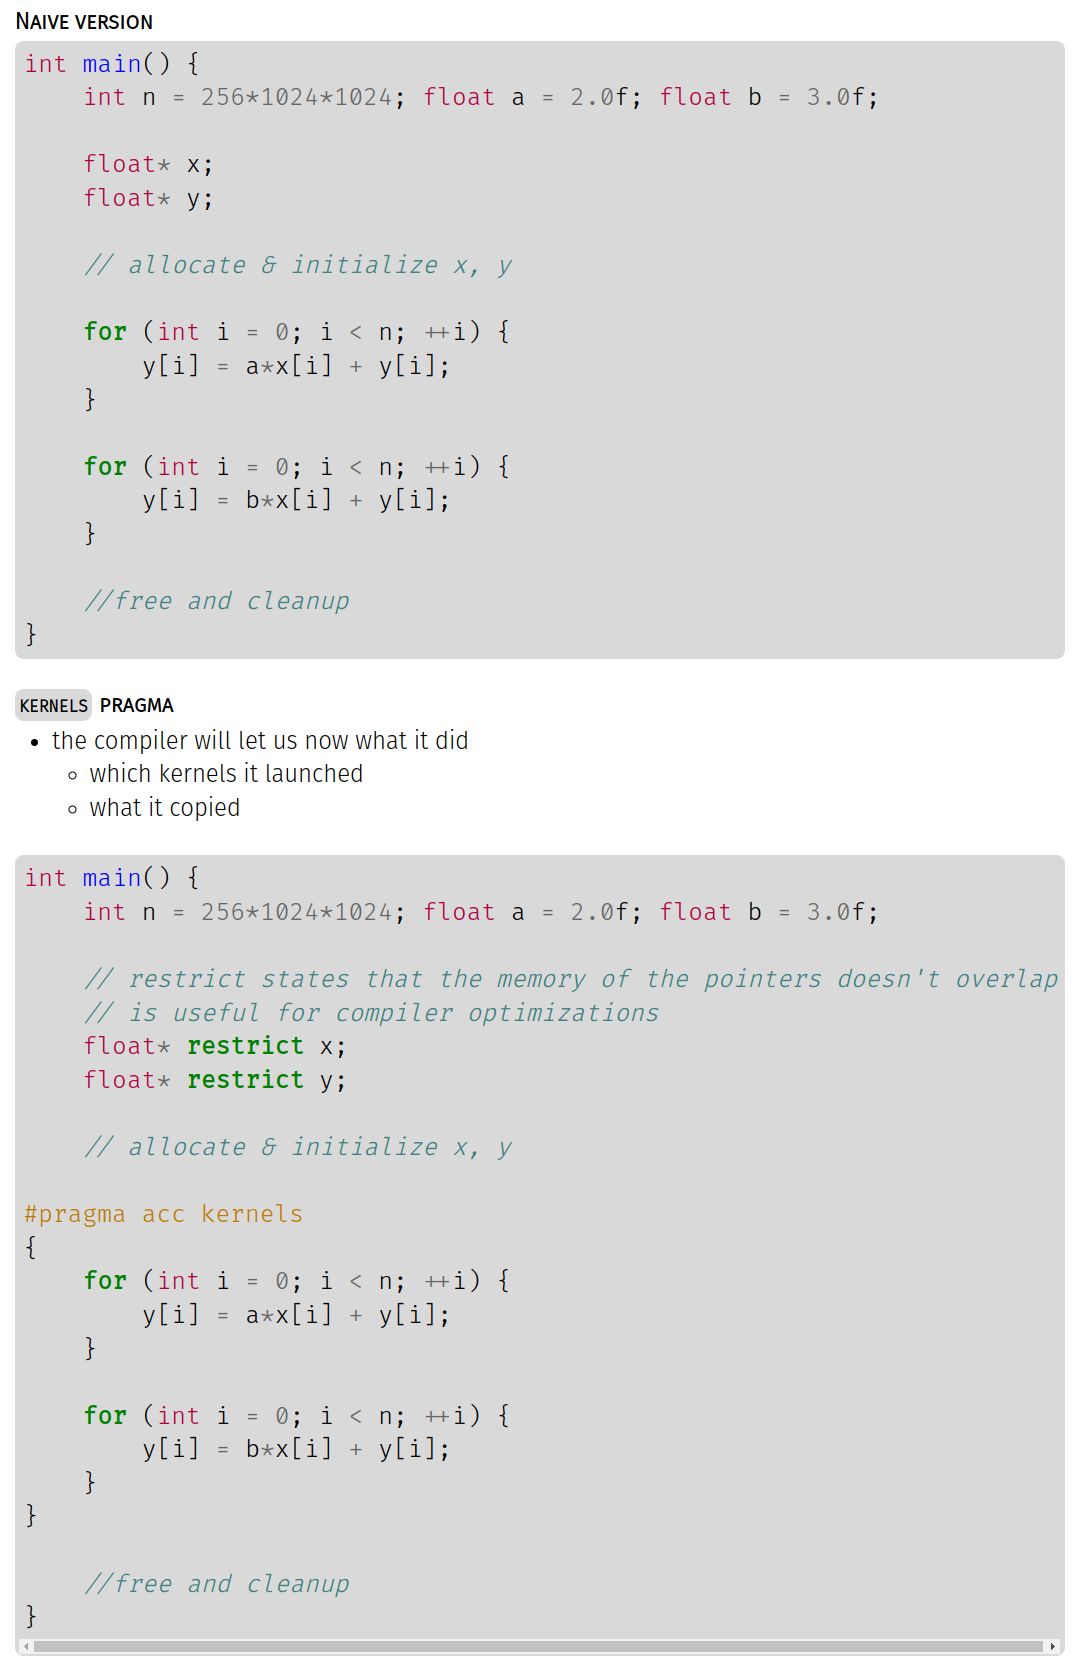 NAIVE VERSION
int main() {
    int n = 256*1024*1024; float a = 2.0f; float b = 3.0f;
    float* x;
    float* y;
    // allocate & initialize x, y
    for (int i = 0; i < n; ++i) {
        y[i] = a*x[i] + y[i];
    }
    for (int i = 0; i < n; ++i) {
        y[i] = b*x[i] + y[i];
    }
    //free and cleanup
}
KERNELS PRAGMA
• the compiler will let us now what it did
◦ which kernels it launched
◦ what it copied
int main() {
    int n = 256*1024*1024; float a = 2.0f; float b = 3.0f;
    // restrict states that the memory of the pointers doesn't overlap
    // is useful for compiler optimizations
    float* restrict x;
    float* restrict y;
    // allocate & initialize x, y
#pragma acc kernels
{
    for (int i = 0; i < n; ++i) {
        y[i] = a*x[i] + y[i];
    }
    for (int i = 0; i < n; ++i) {
        y[i] = b*x[i] + y[i];
    }
}
    //free and cleanup
}